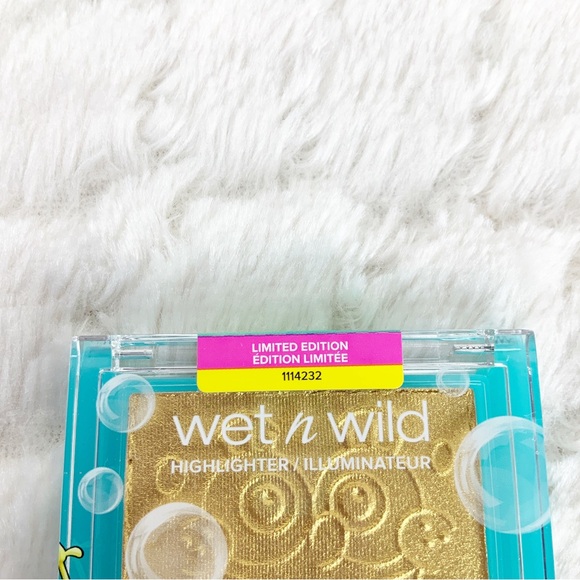 LIMITED EDITION
ÉDITION LIMITÉE
1114232
wet n wild
HIGHLIGHTER / ILLUMINATEUR